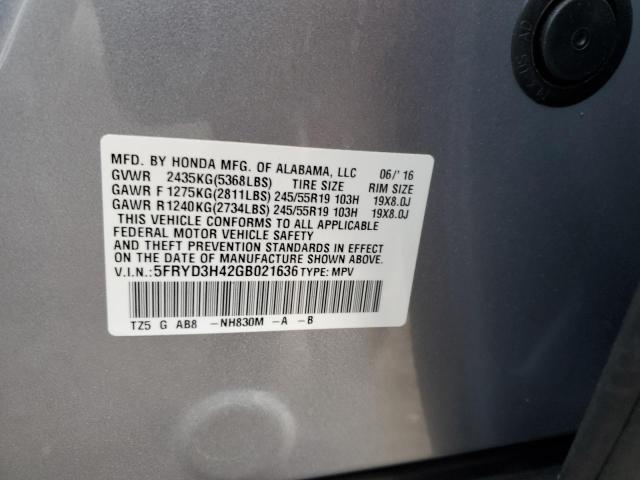 MFD. BY HONDA MFG. OF ALABAMA, LLC 06/'16
GVWR 2435KG(5368LBS) TIRE SIZE RIM SIZE
GAWR F 1275KG(2811LBS) 245/55R19 103H 19X8.0J
GAWR R1240KG(2734LBS) 245/55R19 103H 19X8.0J
THIS VEHICLE CONFORMS TO ALL APPLICABLE
FEDERAL MOTOR VEHICLE SAFETY
AND THEFT PREVENTION STANDARDS IN EFFECT
ON THE DATE OF MANUFACTURE SHOWN ABOVE.
V.I.N.:5FRYD3H42GB021636 TYPE: MPV
TZ5 G AB8 -NH830M -A -B